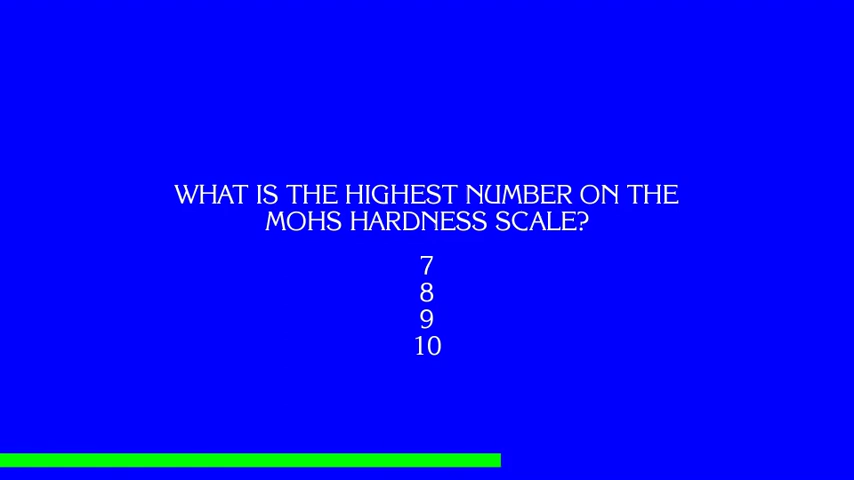 WHAT IS THE HIGHEST NUMBER ON THE
MOHS HARDNESS SCALE?
7
8
9
10